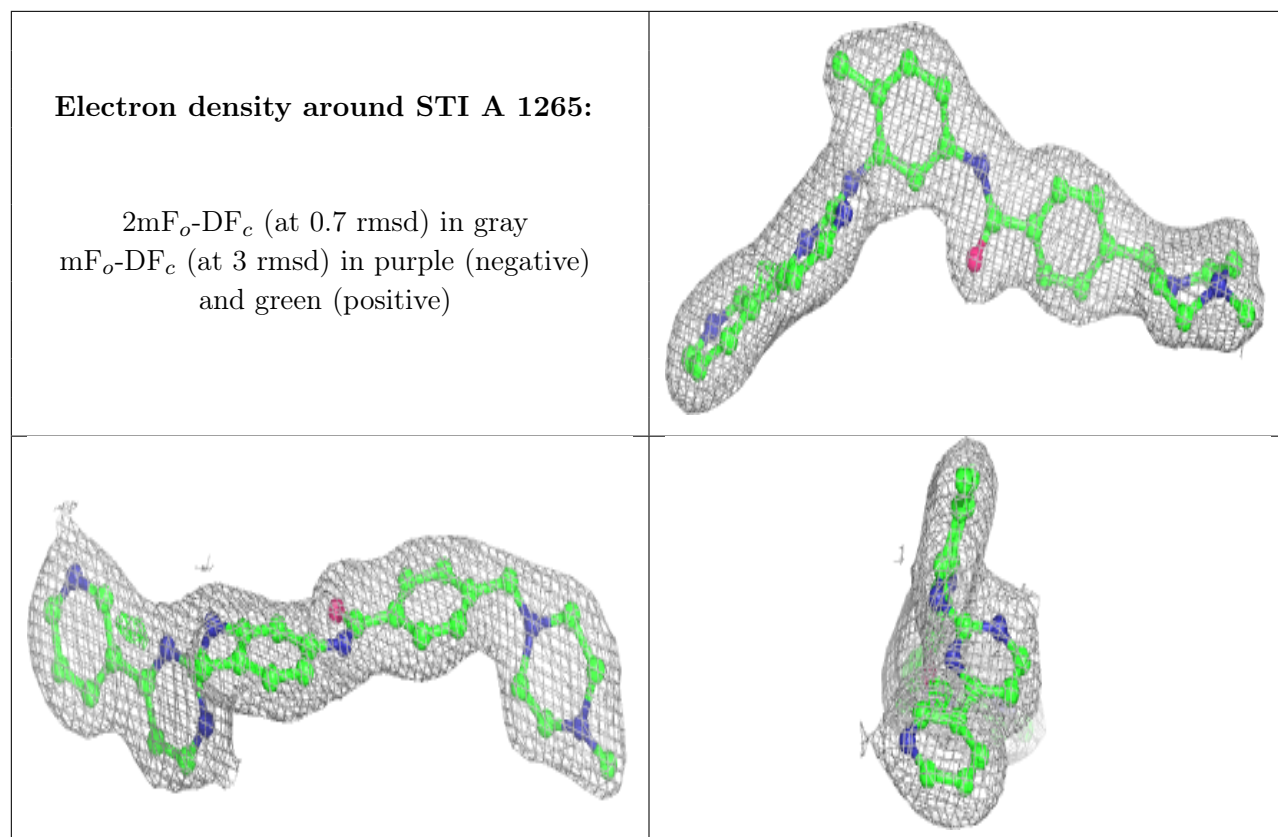 Electron density around STI A 1265:
2mFo-DFc (at 0.7 rmsd) in gray
mFo-DFc (at 3 rmsd) in purple (negative)
and green (positive)